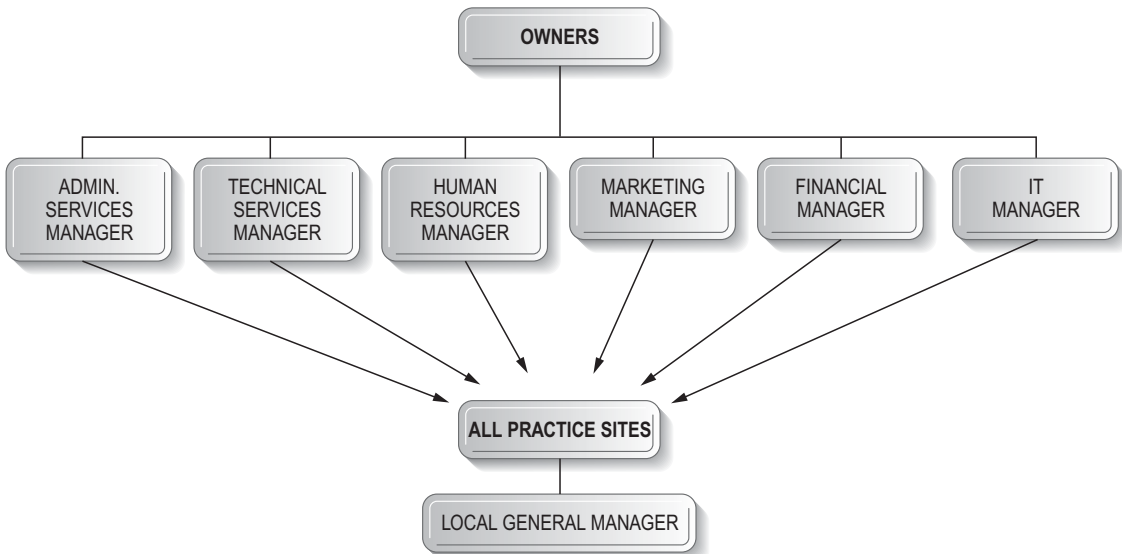 OWNERS
ADMIN.
SERVICES
MANAGER
TECHNICAL
SERVICES
MANAGER
HUMAN
RESOURCES
MANAGER
MARKETING
MANAGER
FINANCIAL
MANAGER
IT
MANAGER
ALL PRACTICE SITES
LOCAL GENERAL MANAGER